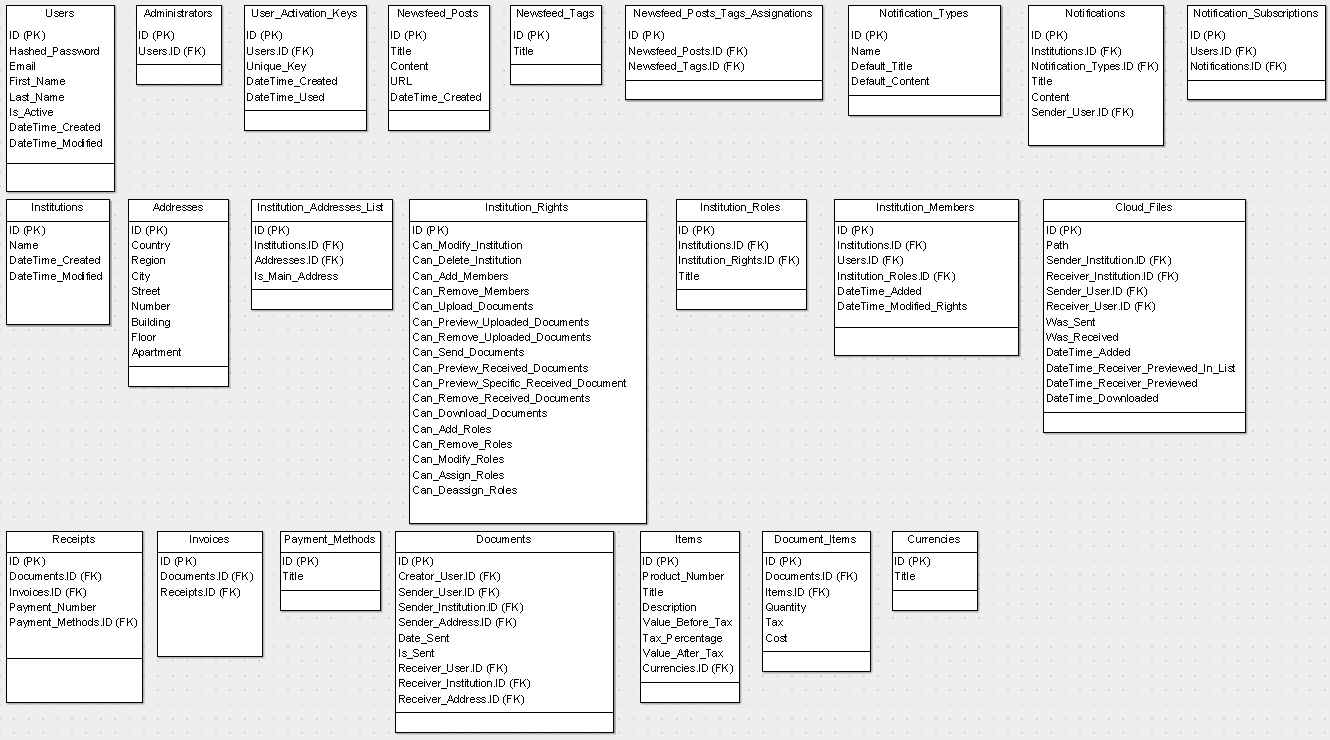 Users
ID (PK)
Hashed_Password
Email
First_Name
Last_Name
Is_Active
DateTime_Created
DateTime_Modified
Administrators
ID (PK)
Users.ID (FK)
User_Activation_Keys
ID (PK)
Users.ID (FK)
Unique_Key
DateTime_Created
DateTime_Used
Newsfeed_Posts
ID (PK)
Title
Content
URL
DateTime_Created
Newsfeed_Tags
ID (PK)
Title
Newsfeed_Posts_Tags_Assignations
ID (PK)
Newsfeed_Posts.ID (FK)
Newsfeed_Tags.ID (FK)
Notification_Types
ID (PK)
Name
Default_Title
Default_Content
Notifications
ID (PK)
Institutions.ID (FK)
Notification_Types.ID (FK)
Title
Content
Sender_User.ID (FK)
Notification_Subscriptions
ID (PK)
Users.ID (FK)
Notifications.ID (FK)
Institutions
ID (PK)
Name
DateTime_Created
DateTime_Modified
Addresses
ID (PK)
Country
Region
City
Street
Number
Building
Floor
Apartment
Institution_Addresses_List
ID (PK)
Institutions.ID (FK)
Addresses.ID (FK)
Is_Main_Address
Institution_Rights
ID (PK)
Can_Modify_Institution
Can_Delete_Institution
Can_Add_Members
Can_Remove_Members
Can_Upload_Documents
Can_Preview_Uploaded_Documents
Can_Remove_Uploaded_Documents
Can_Send_Documents
Can_Preview_Received_Documents
Can_Preview_Specific_Received_Document
Can_Remove_Received_Documents
Can_Download_Documents
Can_Add_Roles
Can_Remove_Roles
Can_Modify_Roles
Can_Assign_Roles
Can_Deassign_Roles
Institution_Roles
ID (PK)
Institutions.ID (FK)
Institution_Rights.ID (FK)
Title
Institution_Members
ID (PK)
Institutions.ID (FK)
Users.ID (FK)
Institution_Roles.ID (FK)
DateTime_Added
DateTime_Modified_Rights
Cloud_Files
ID (PK)
Path
Sender_Institution.ID (FK)
Receiver_Institution.ID (FK)
Sender_User.ID (FK)
Receiver_User.ID (FK)
Was_Sent
Was_Received
DateTime_Added
DateTime_Receiver_Previewed_In_List
DateTime_Receiver_Previewed
DateTime_Downloaded
Receipts
ID (PK)
Documents.ID (FK)
Invoices.ID (FK)
Payment_Number
Payment_Methods.ID (FK)
Invoices
ID (PK)
Documents.ID (FK)
Receipts.ID (FK)
Payment_Methods
ID (PK)
Title
Documents
ID (PK)
Creator_User.ID (FK)
Sender_User.ID (FK)
Sender_Institution.ID (FK)
Sender_Address.ID (FK)
Date_Sent
Is_Sent
Receiver_User.ID (FK)
Receiver_Institution.ID (FK)
Receiver_Address.ID (FK)
Items
ID (PK)
Product_Number
Title
Description
Value_Before_Tax
Tax_Percentage
Value_After_Tax
Currencies.ID (FK)
Document_Items
ID (PK)
Documents.ID (FK)
Items.ID (FK)
Quantity
Tax
Cost
Currencies
ID (PK)
Title